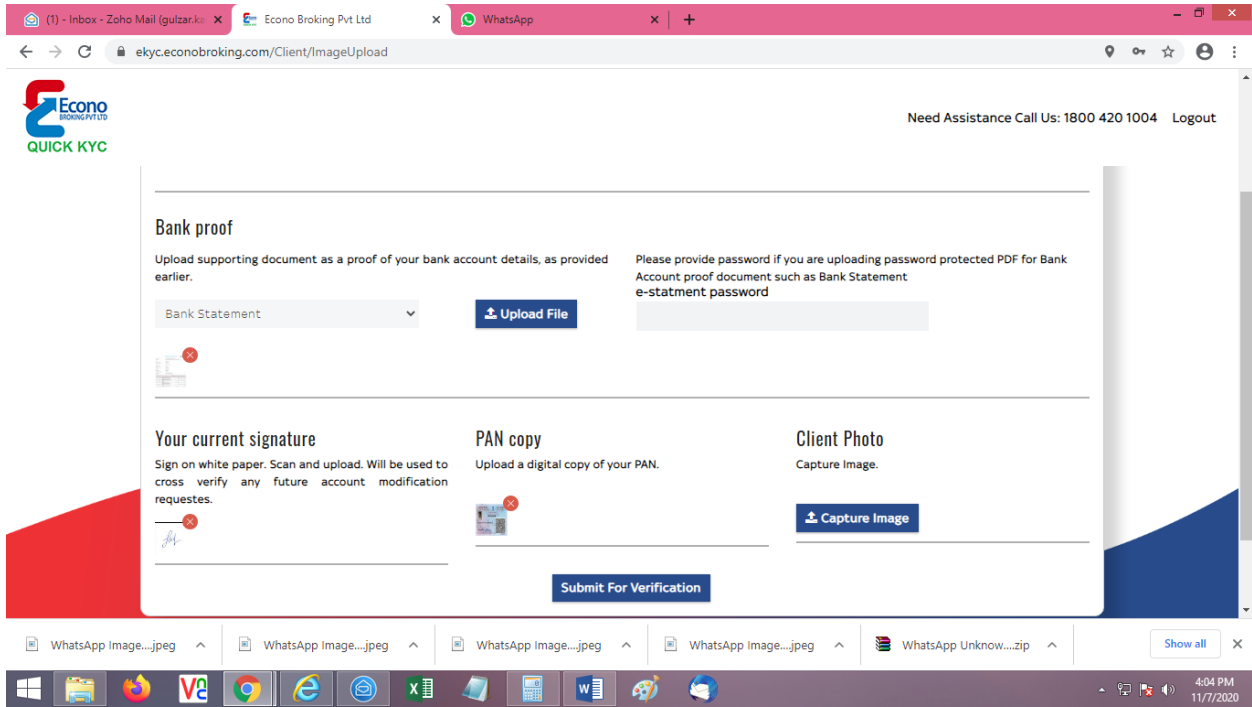 (1) - Inbox - Zoho Mail (gulzar.ka
Econo Broking Pvt Ltd
WhatsApp
ekyc.econobroking.com/Client/ImageUpload
Econo
BROKING PVT LTD
QUICK KYC
Need Assistance Call Us: 1800 420 1004 Logout
Bank proof
Upload supporting document as a proof of your bank account details, as provided
earlier.
Please provide password if you are uploading password protected PDF for Bank
Account proof document such as Bank Statement
e-statment password
Bank Statement
Upload File
Your current signature
Sign on white paper. Scan and upload. Will be used to
cross verify any future account modification
requestes.
PAN copy
Upload a digital copy of your PAN.
Client Photo
Capture Image.
Capture Image
Submit For Verification
WhatsApp Image....jpeg
WhatsApp Image....jpeg
WhatsApp Image....jpeg
WhatsApp Image....jpeg
WhatsApp Unknow....zip
Show all
4:04 PM
11/7/2020